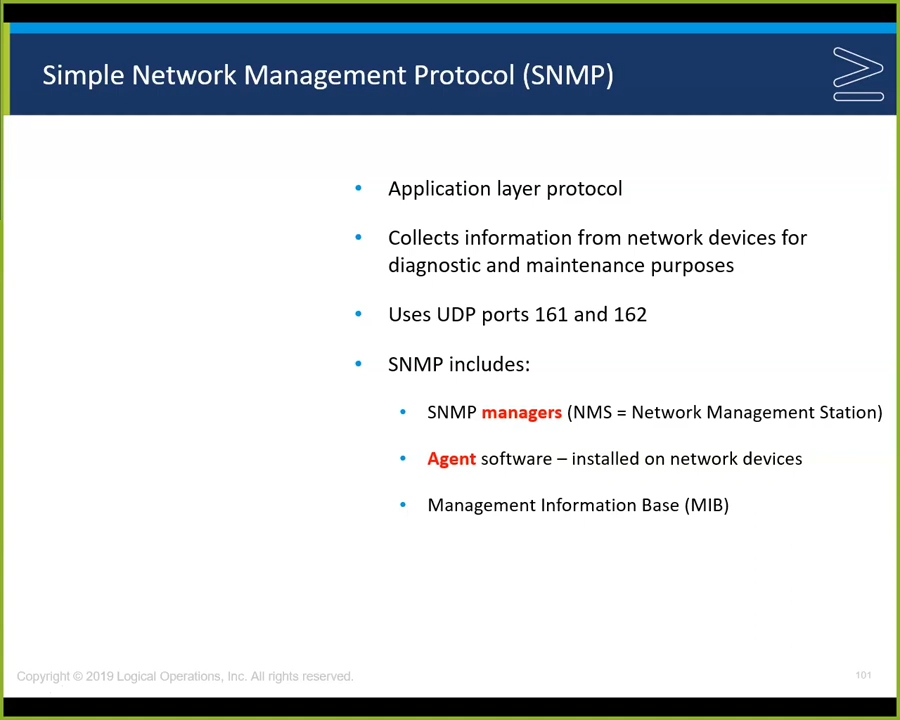 Simple Network Management Protocol (SNMP)
• Application layer protocol
• Collects information from network devices for
diagnostic and maintenance purposes
• Uses UDP ports 161 and 162
• SNMP includes:
• SNMP managers (NMS = Network Management Station)
• Agent software – installed on network devices
• Management Information Base (MIB)
Copyright © 2019 Logical Operations, Inc. All rights reserved.
101